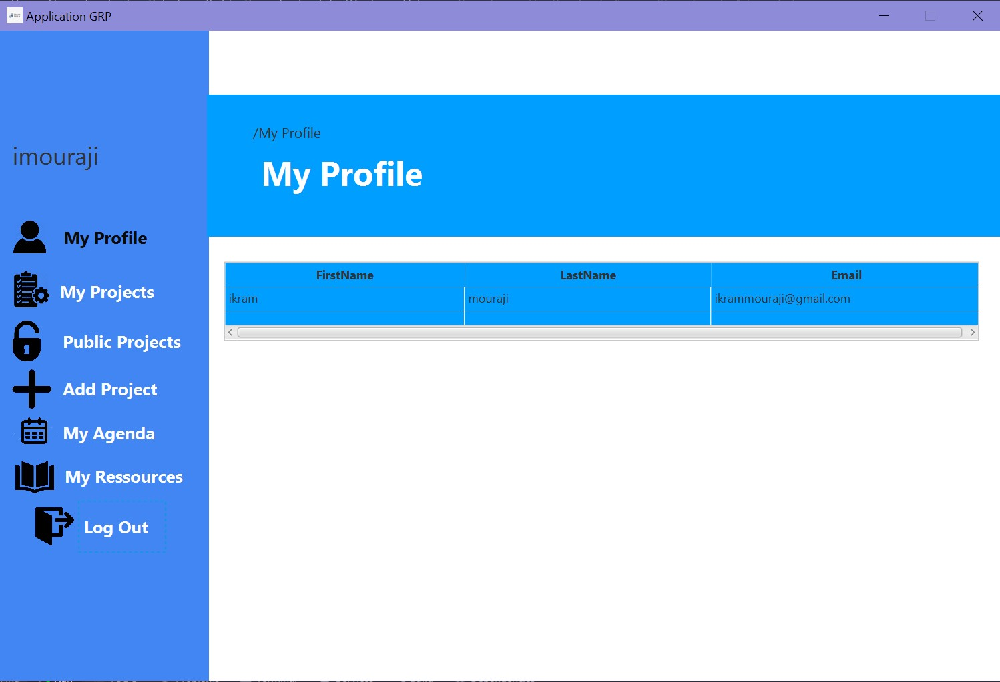 Application GRP
imouraji
My Profile
My Projects
Public Projects
Add Project
My Agenda
My Ressources
Log Out
/My Profile
My Profile
FirstName LastName Email
ikram mouraji ikrammouraji@gmail.com